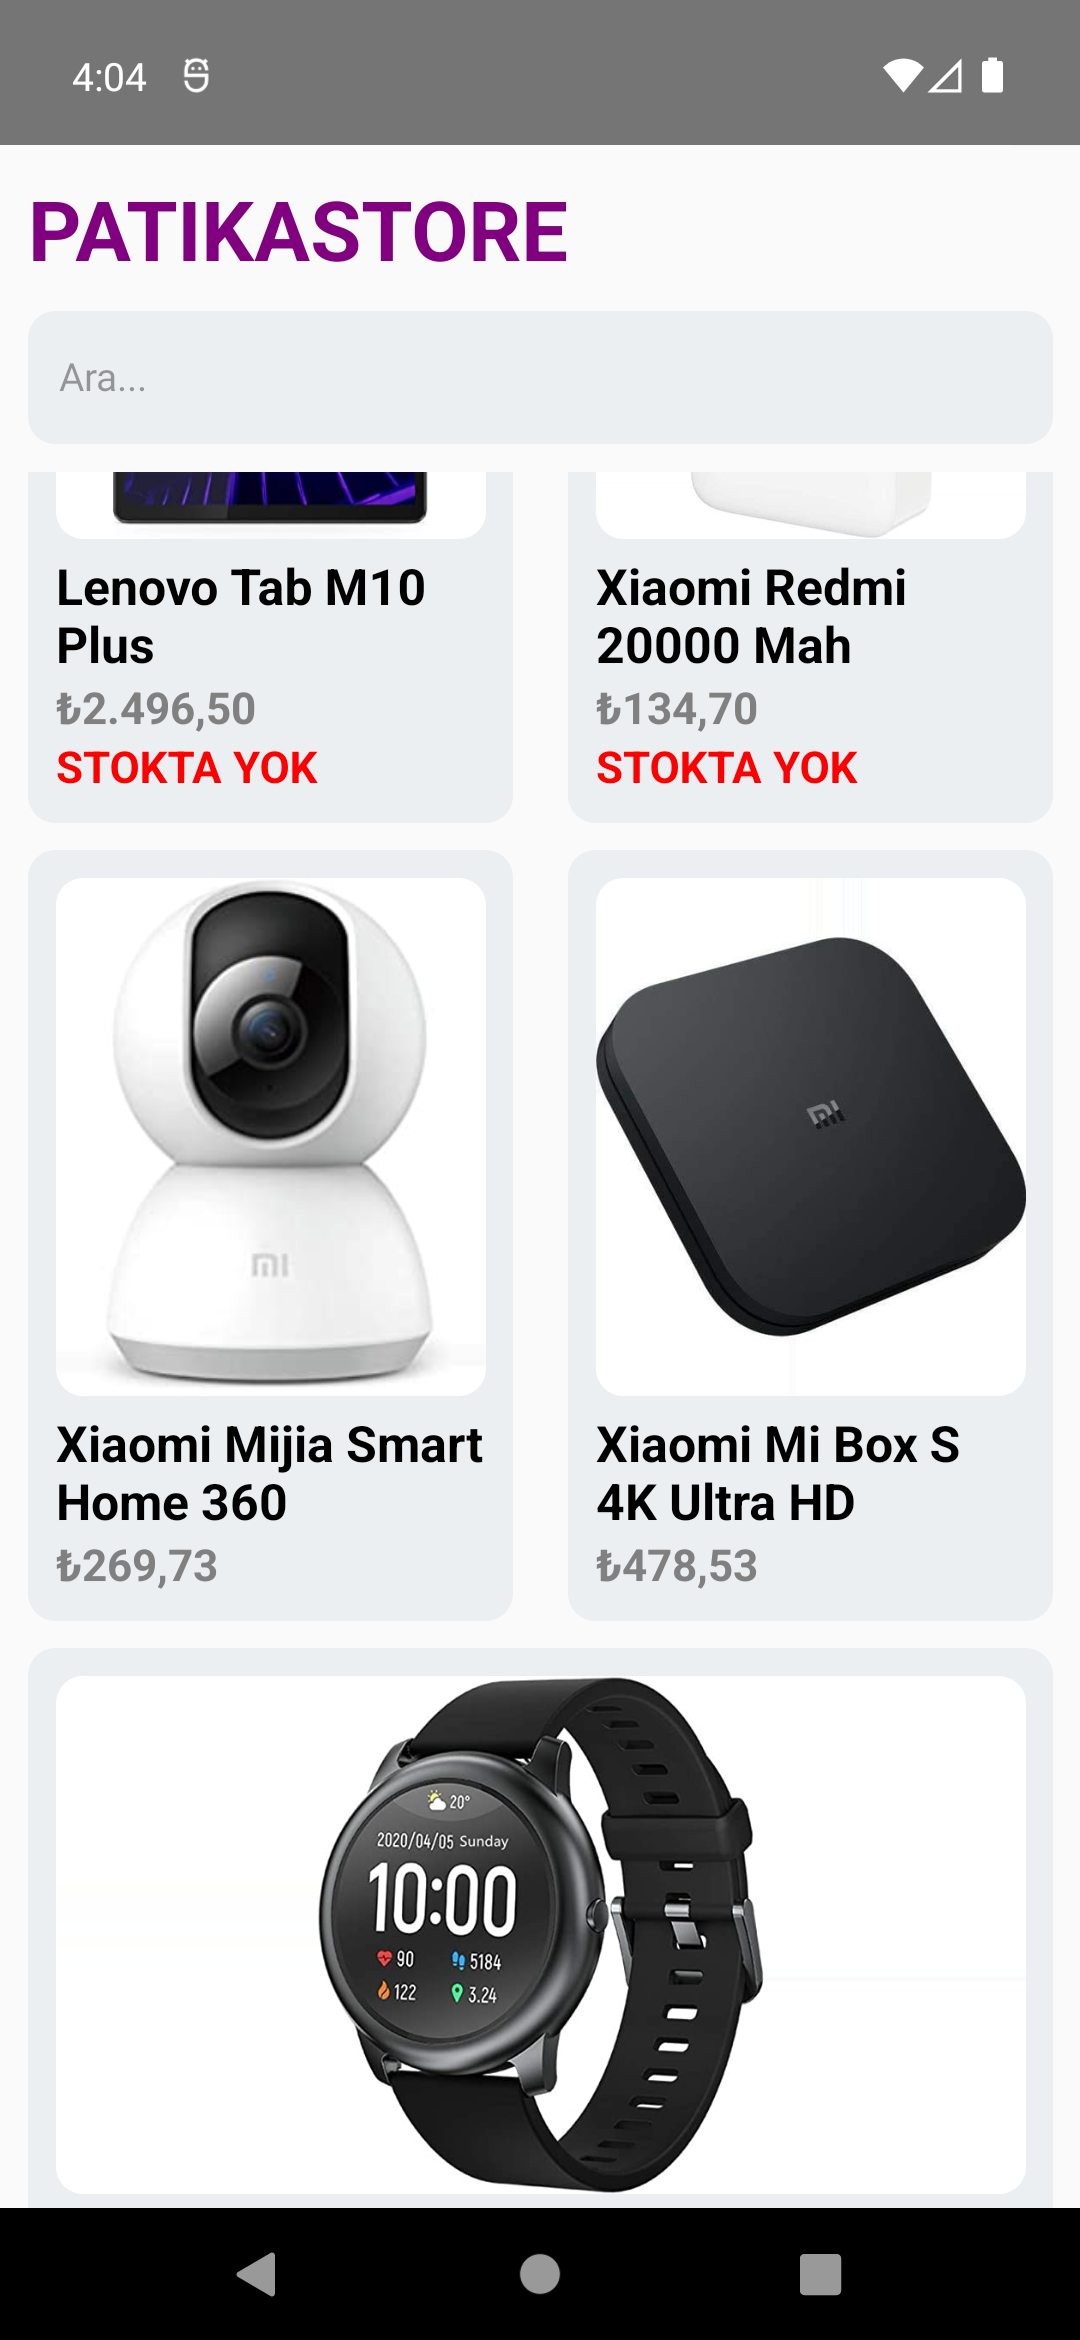 4:04
PATIKASTORE
Ara...
Lenovo Tab M10
Plus
₺2.496,50
STOKTA YOK
Xiaomi Redmi
20000 Mah
₺134,70
STOKTA YOK
mi
Xiaomi Mijia Smart
Home 360
₺269,73
mi
Xiaomi Mi Box S
4K Ultra HD
₺478,53
20°
2020/04/05 Sunday
10:00
90 5184
122 3.24